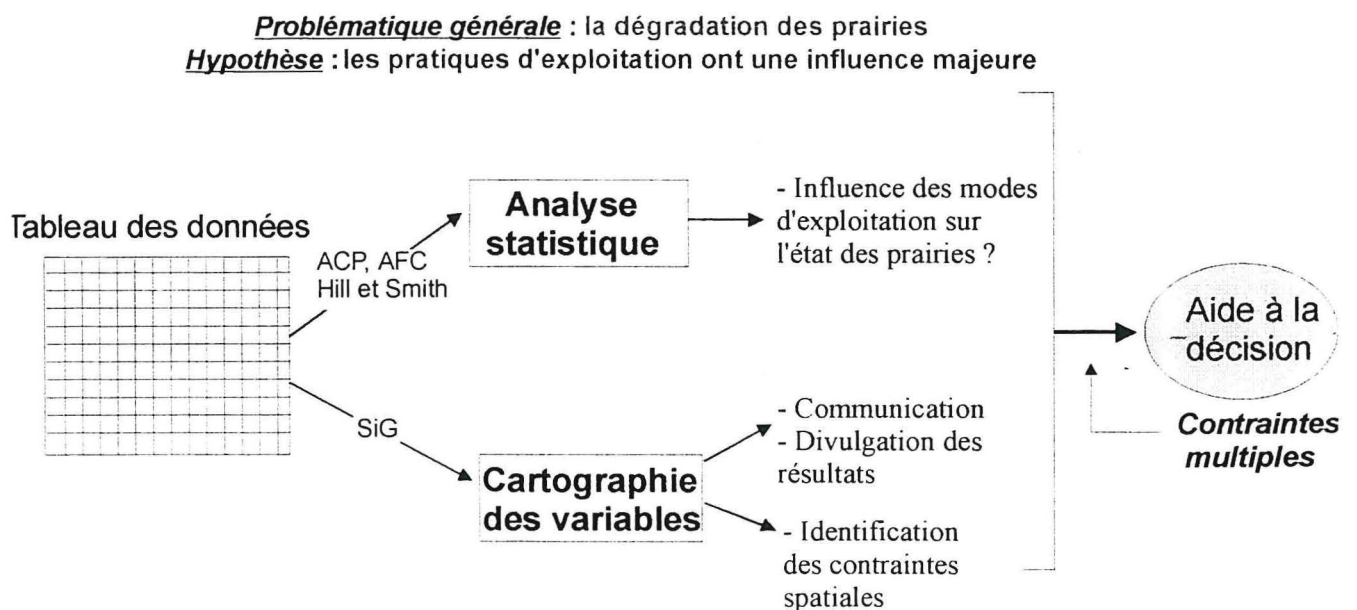 Problématique générale : la dégradation des prairies
Hypothèse : les pratiques d'exploitation ont une influence majeure
Tableau des données
ACP, AFC
Hill et Smith
Analyse
statistique
- Influence des modes
d'exploitation sur
l'état des prairies ?
SiG
Cartographie
des variables
- Communication
- Divulgation des
résultats
- Identification
des contraintes
spatiales
Aide à la
décision
Contraintes
multiples